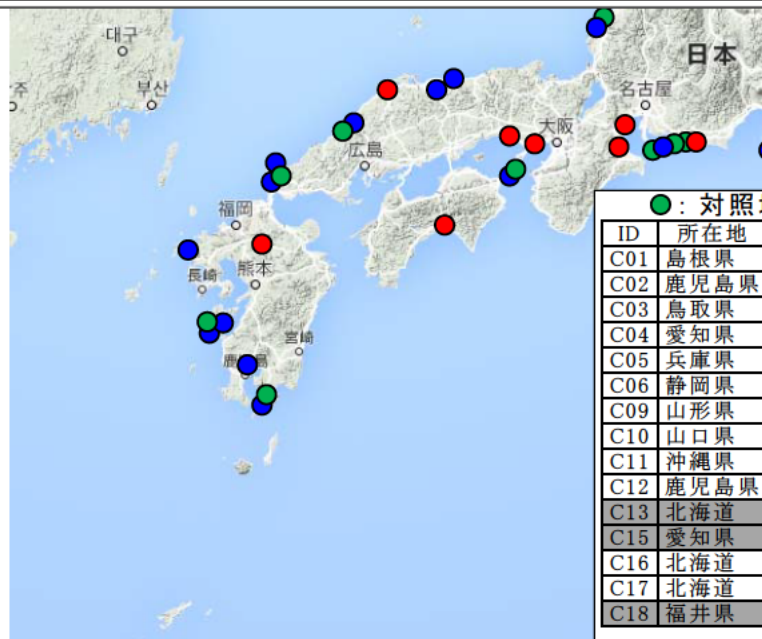 대구
주
부산
日本
名古屋
大阪
広島
福岡
熊本
長崎
宮崎
: 対照
ID 所在地
C01 島根県
C02 鹿児島県
C03 鳥取県
C04 愛知県
C05 兵庫県
C06 静岡県
C09 山形県
C10 山口県
C11 沖縄県
C12 鹿児島県
C13 北海道
C15 愛知県
C16 北海道
C17 北海道
C18 福井県